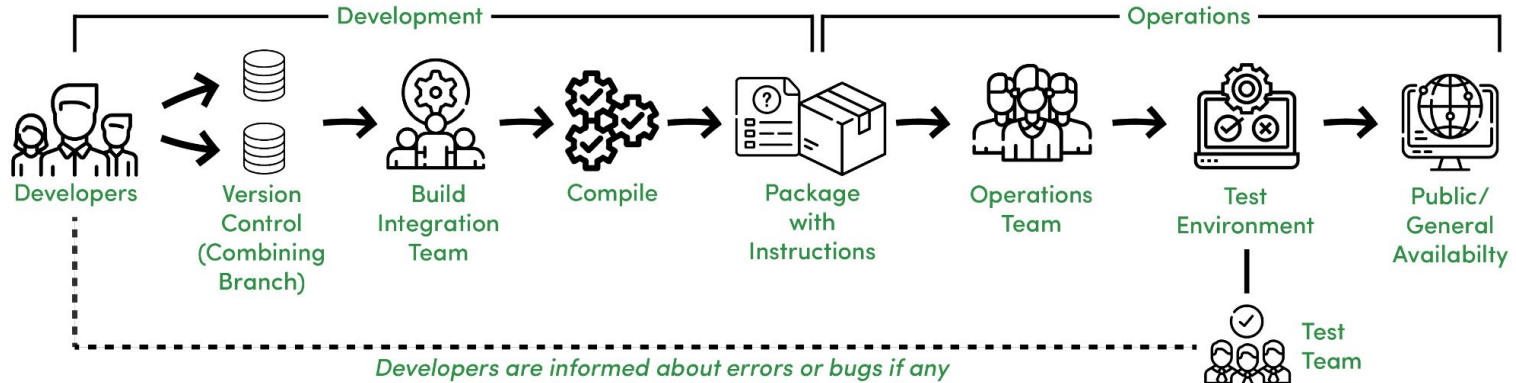 Development
Operations
Developers
Version
Control
(Combining
Branch)
Build
Integration
Team
Compile
Package
with
Instructions
Operations
Team
Test
Environment
Public/
General
Availabilty
Test
Team
Developers are informed about errors or bugs if any